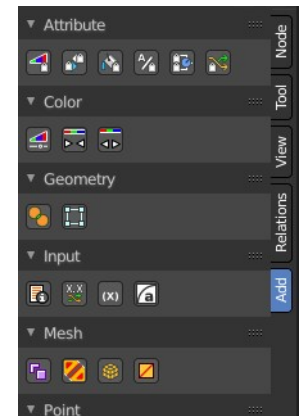 Attribute
Color
Geometry
Input
(x)
a
Mesh
Point
Node
Tool
View
Relations
Add